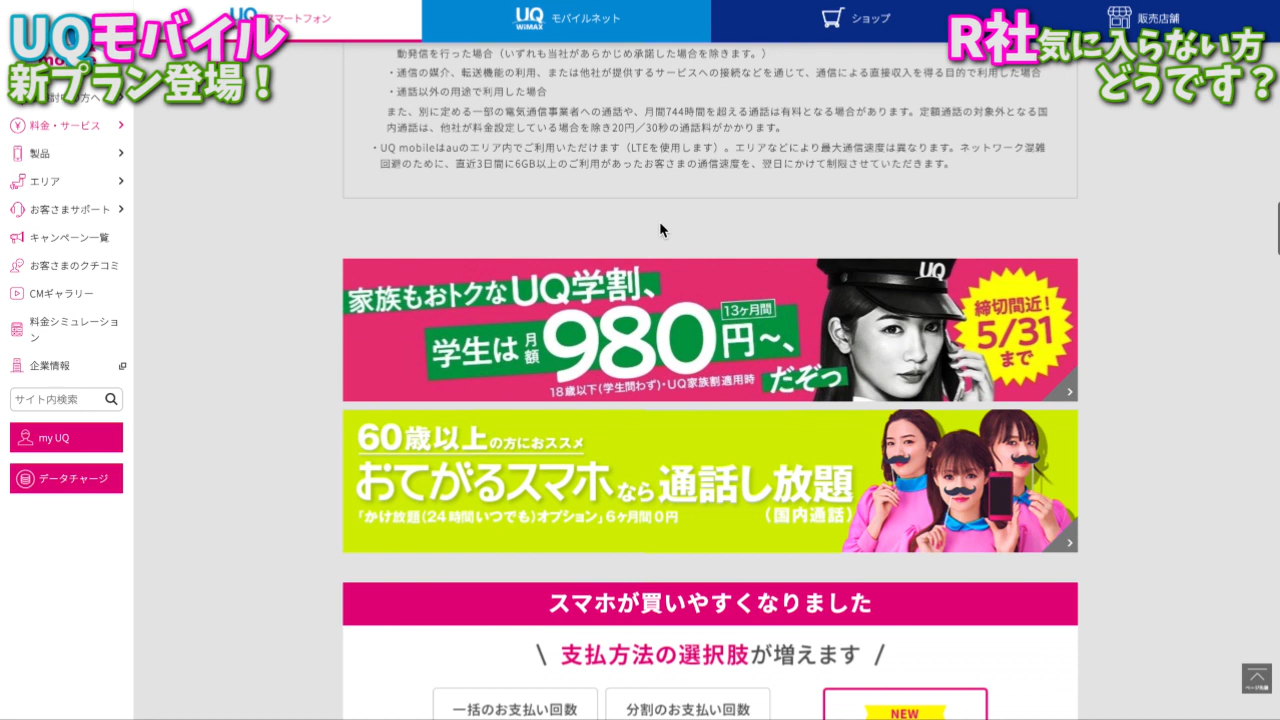 UQモバイル
新プラン登場！
R社気に入らない方
どうです？
UQ
スマートフォン
UQ WiMAX モバイルネット
ショップ
販売店舗
料金・サービス
製品
エリア
お客さまサポート
キャンペーン一覧
お客さまのクチコミ
CMギャラリー
料金シミュレーショ
ン
企業情報
サイト内検索
my UQ
データチャージ
動発信を行った場合（いずれも当社があらかじめ承諾した場合を除きます。）
・通信の媒介、転送機能の利用、または他社が提供するサービスへの接続などを通じて、通信による直接収入を得る目的で利用した場合
・通話以外の用途で利用した場合
また、別に定める一部の電気通信事業者への通話や、月間744時間を超える通話は有料となる場合があります。定額通話の対象外となる国
内通話は、他社が料金設定している場合を除き20円／30秒の通話料がかかります。
・UQ mobileはauのエリア内でご利用いただけます（LTEを使用します）。エリアなどにより最大通信速度は異なります。ネットワーク混雑
回避のために、直近3日間に6GB以上のご利用があったお客さまの通信速度を、翌日にかけて制限させていただきます。
家族もおトクなUQ学割、
学生は月額980円〜、
13ヶ月間
18歳以下(学生問わず)・UQ家族割適用時
だぞっ
UQ
締切間近！
5/31
まで
60歳以上の方におススメ
おてがるスマホなら通話し放題
「かけ放題(24時間いつでも)オプション」6ヶ月間0円
（国内通話）
スマホが買いやすくなりました
\ 支払方法の選択肢が増えます /
一括のお支払い回数
分割のお支払い回数
NEW
ページ先頭